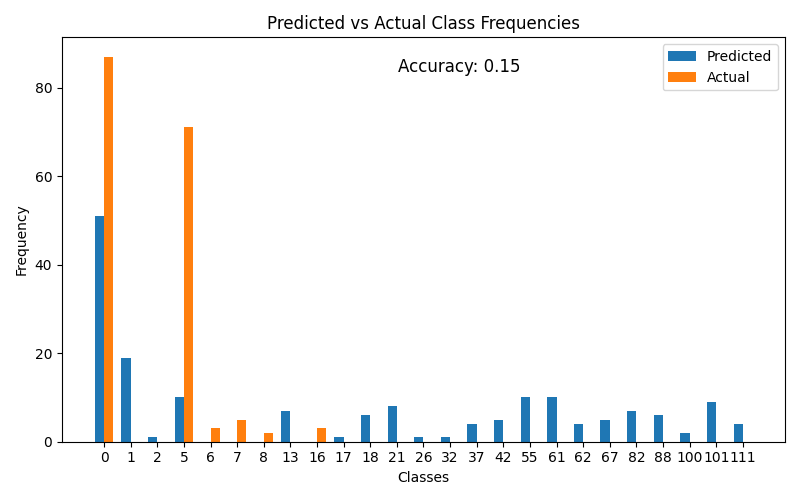 Predicted vs Actual Class Frequencies
Accuracy: 0.15
Predicted
Actual
Frequency
80
60
40
20
0
0 1 2 5 6 7 8 13 16 17 18 21 26 32 37 42 55 61 62 67 82 88 100 101 111
Classes